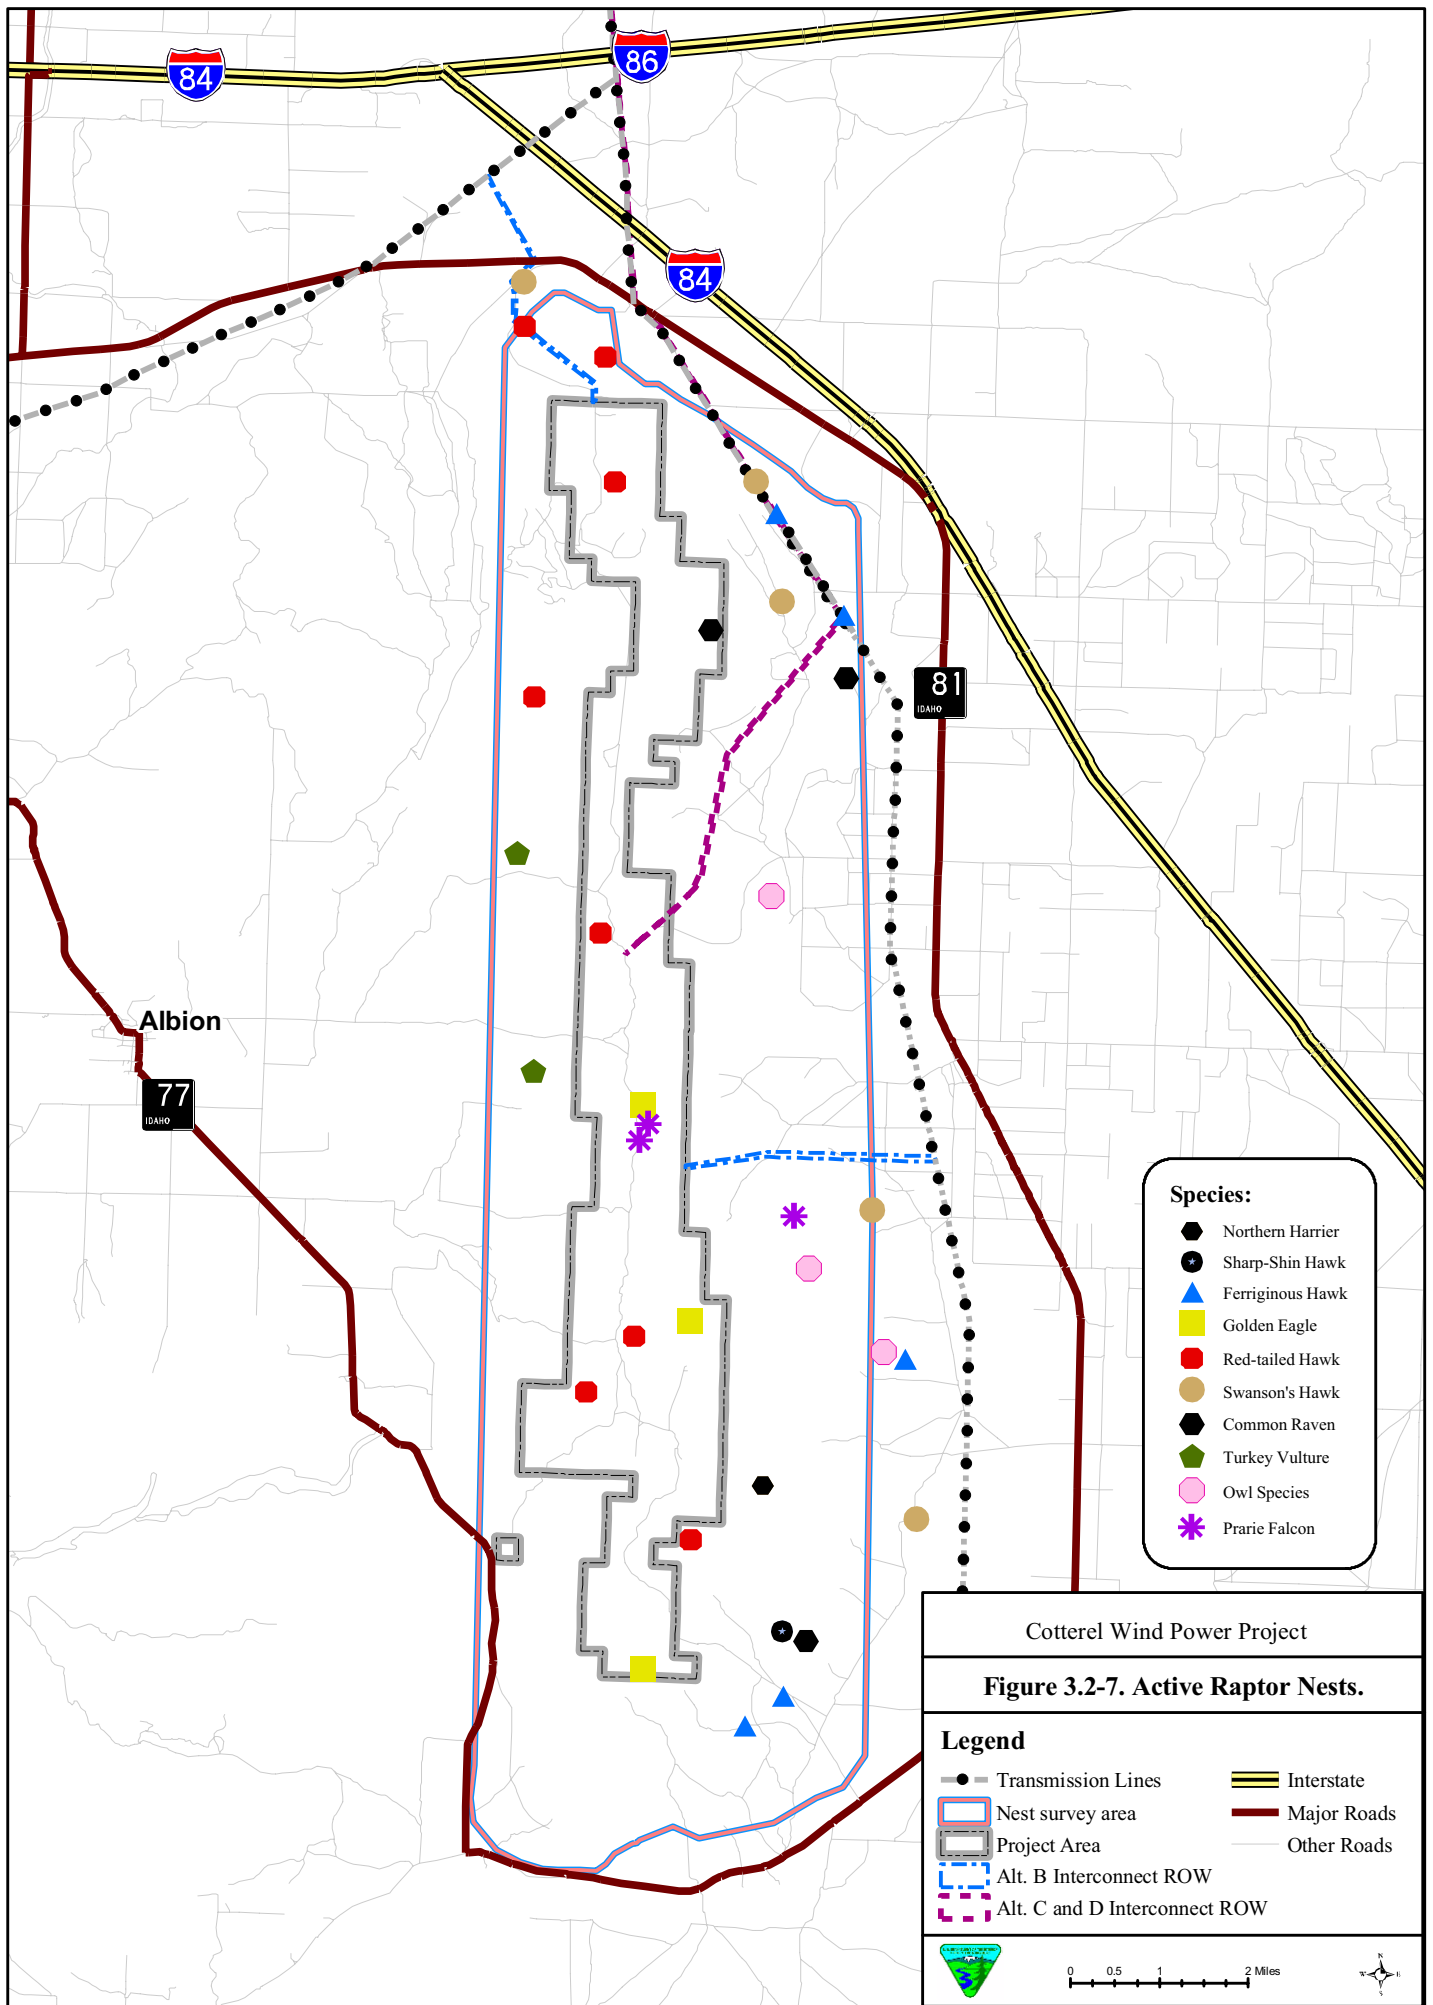 86
84
84
81
IDAHO
Albion
77
IDAHO
Species:
Northern Harrier
Sharp-Shin Hawk
Ferriginous Hawk
Golden Eagle
Red-tailed Hawk
Swanson's Hawk
Common Raven
Turkey Vulture
Owl Species
Prarie Falcon
Cotterel Wind Power Project
Figure 3.2-7. Active Raptor Nests.
Legend
Transmission Lines
Nest survey area
Project Area
Alt. B Interconnect ROW
Alt. C and D Interconnect ROW
Interstate
Major Roads
Other Roads
0 0.5 1 2 Miles
N
W E
S